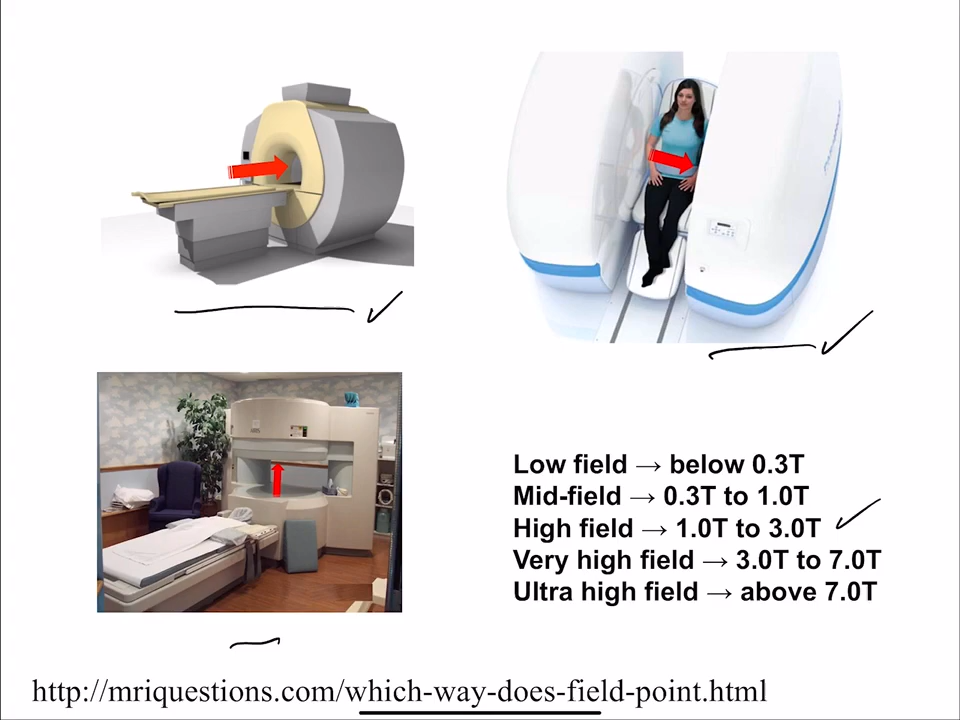 Low field → below 0.3T
Mid-field → 0.3T to 1.0T
High field → 1.0T to 3.0T
Very high field → 3.0T to 7.0T
Ultra high field → above 7.0T
http://mriquestions.com/which-way-does-field-point.html